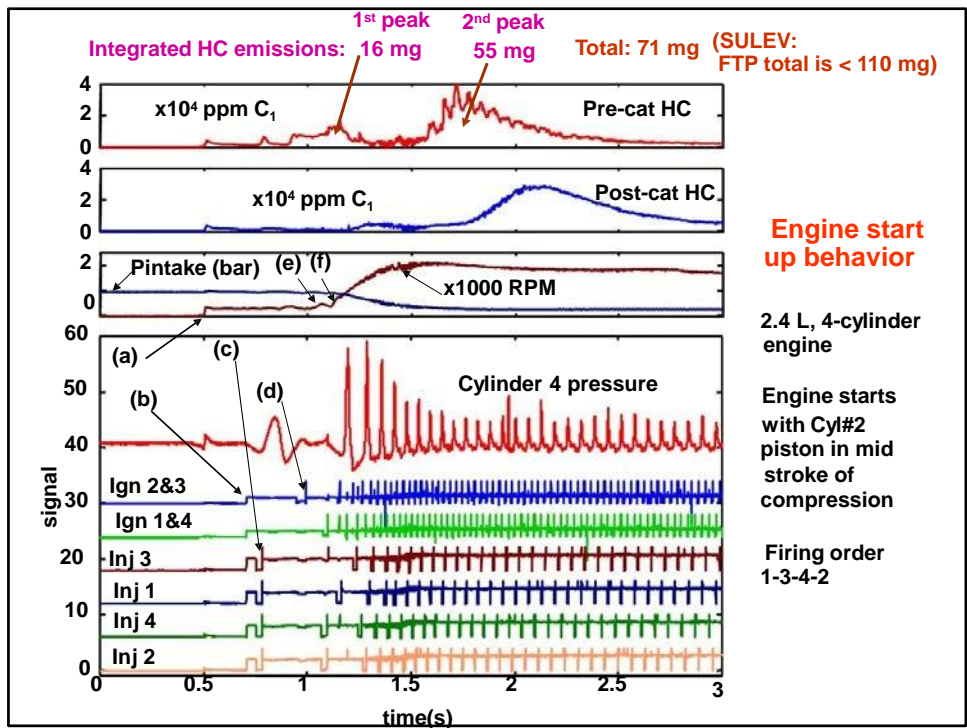 1st peak
2nd peak
Integrated HC emissions: 16 mg
55 mg
Total: 71 mg
(SULEV:
FTP total is < 110 mg)
4
2
0
x10⁴ ppm C₁
Pre-cat HC
4
2
0
x10⁴ ppm C₁
Post-cat HC
2
0
Pintake (bar)
(e)
(f)
x1000 RPM
Engine start
up behavior
2.4 L, 4-cylinder
engine
Engine starts
with Cyl#2
piston in mid
stroke of
compression
Firing order
1-3-4-2
(a)
(b)
(c)
(d)
60
50
40
30
20
10
0
signal
Cylinder 4 pressure
Ign 2&3
Ign 1&4
Inj 3
Inj 1
Inj 4
Inj 2
0
0.5
1
1.5
2
2.5
3
time(s)